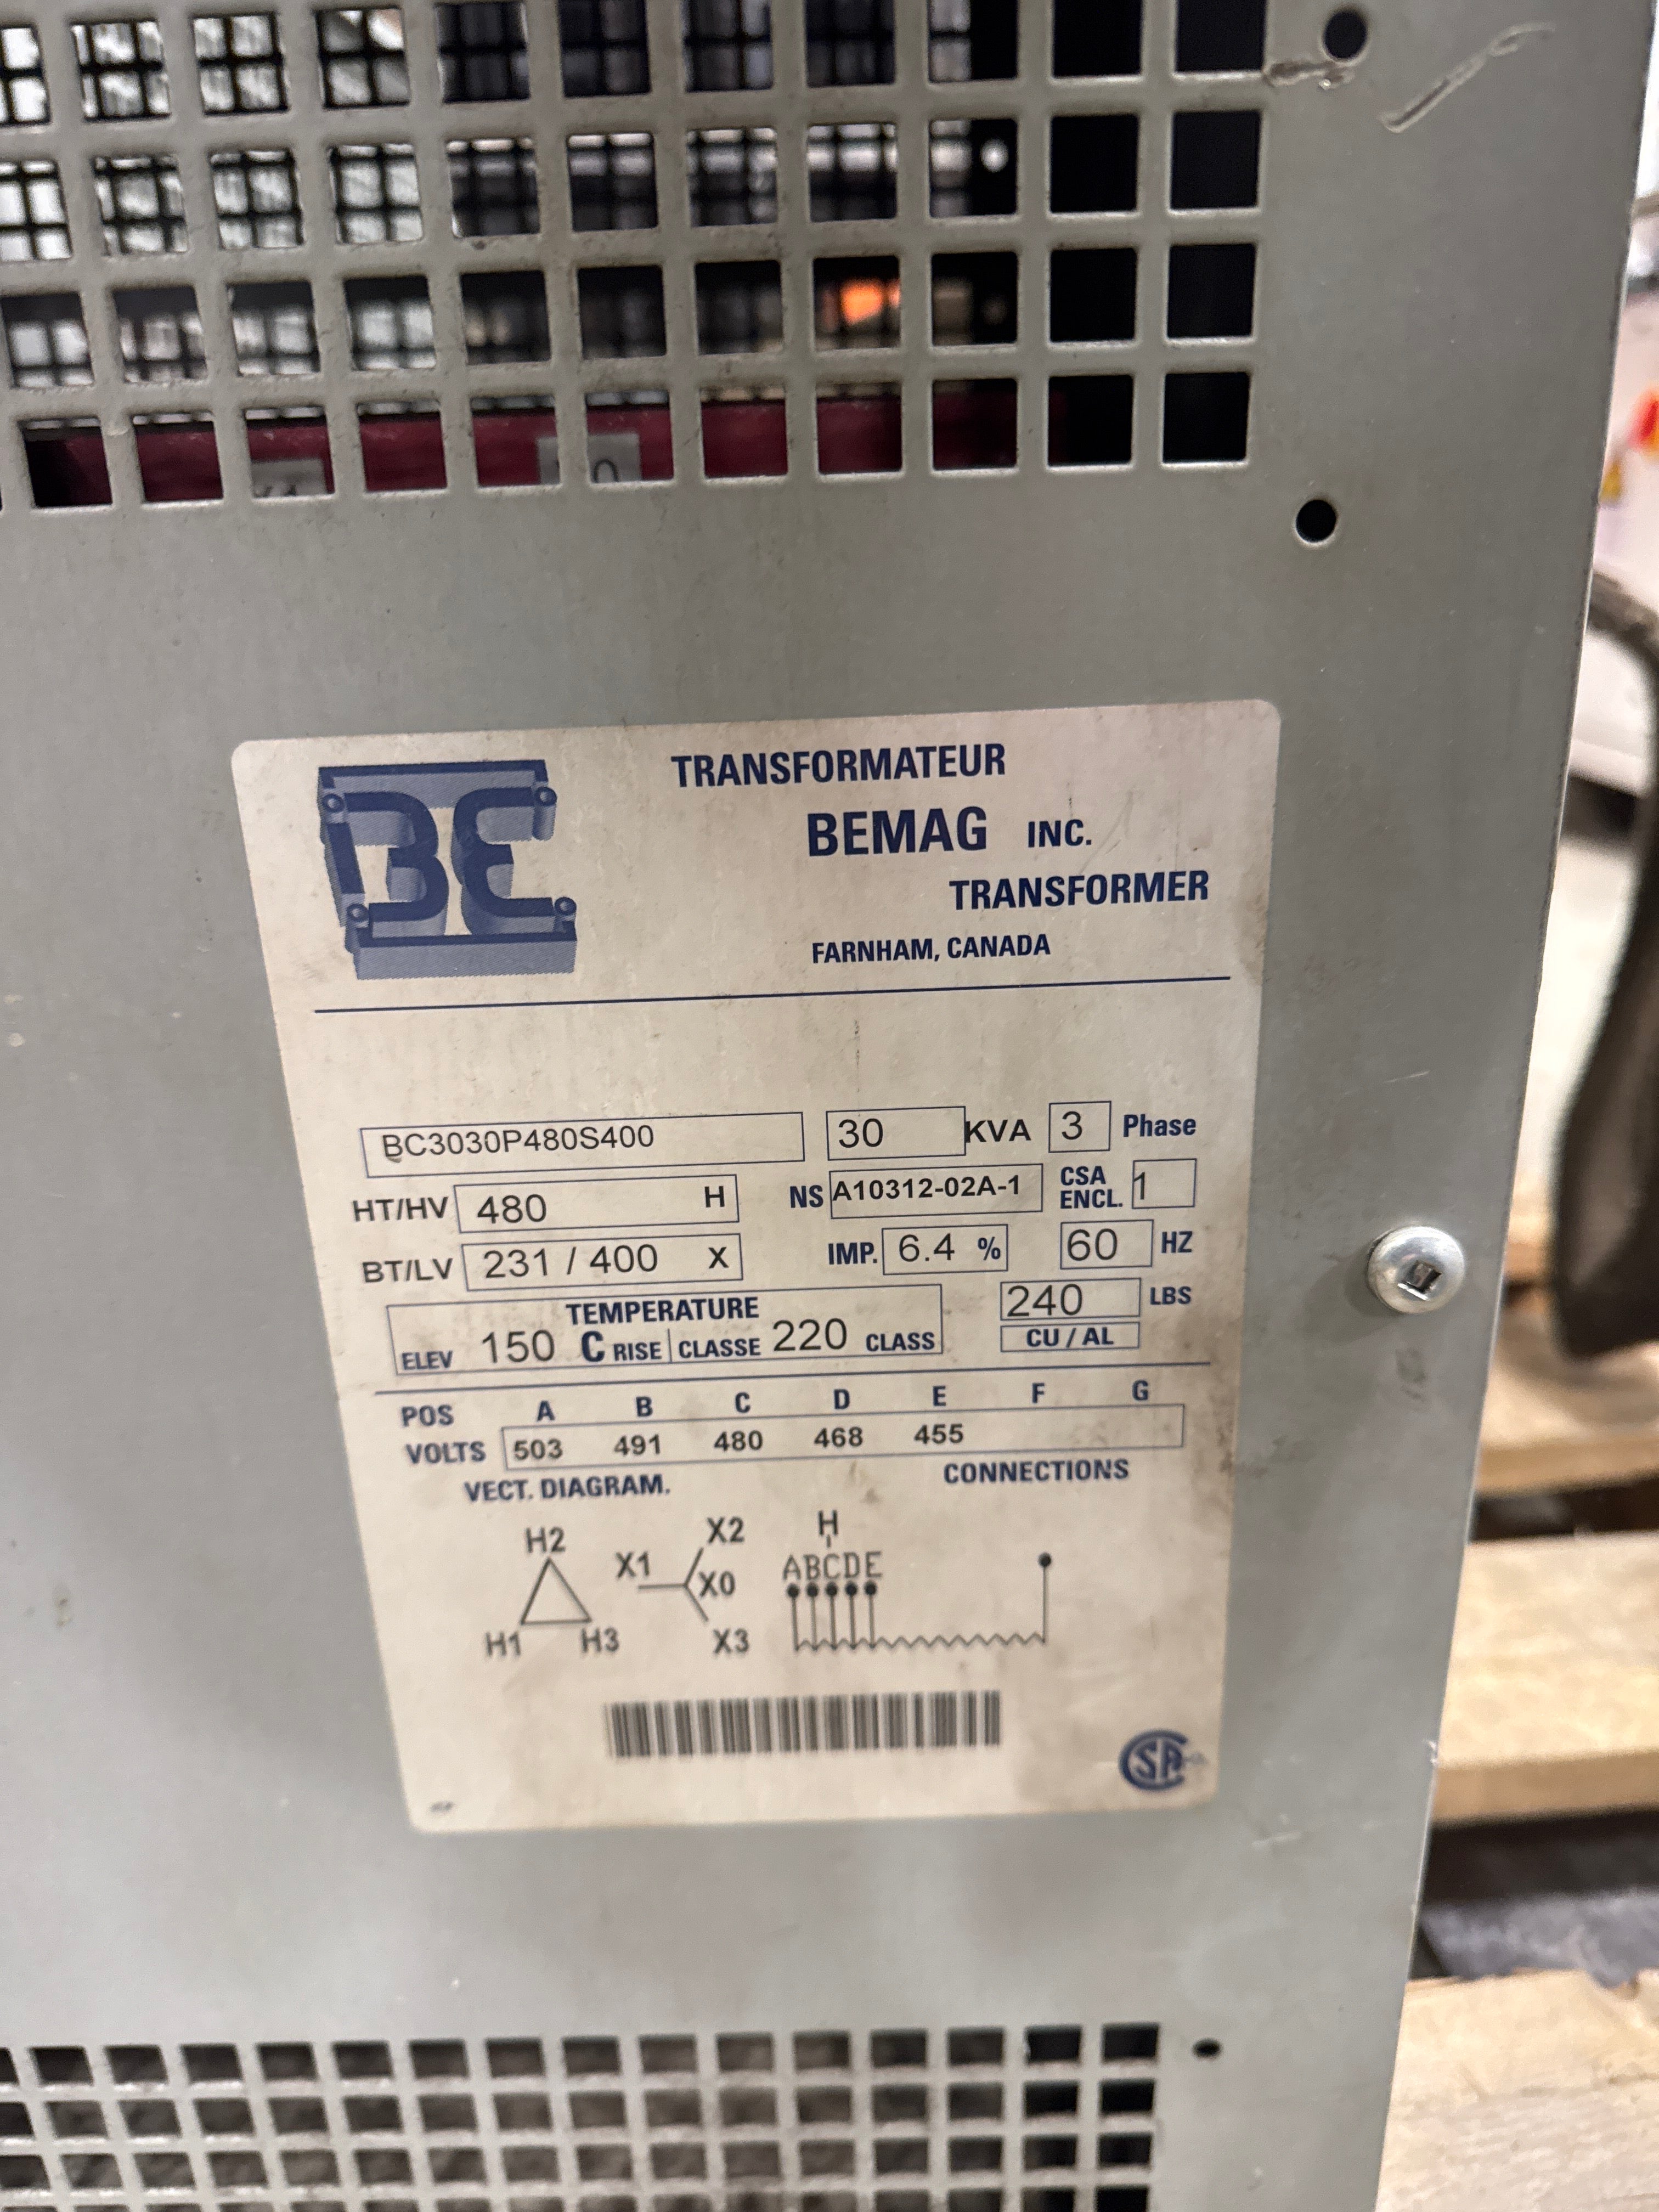 TRANSFORMATEUR
BE BEMAG INC.
TRANSFORMER
FARNHAM, CANADA
BC3030P480S400 30 KVA 3 Phase
HT/HV 480 H NS A10312-02A-1 CSA ENCL. 1
BT/LV 231 / 400 X IMP. 6.4 % 60 HZ
TEMPERATURE 240 LBS
ELEV 150 C RISE CLASSE 220 CLASS CU / AL
POS A B C D E F G
VOLTS 503 491 480 468 455
VECT. DIAGRAM. CONNECTIONS
H2 X2 H
X1 X0 ABCDE
H1 H3 X3
CSA